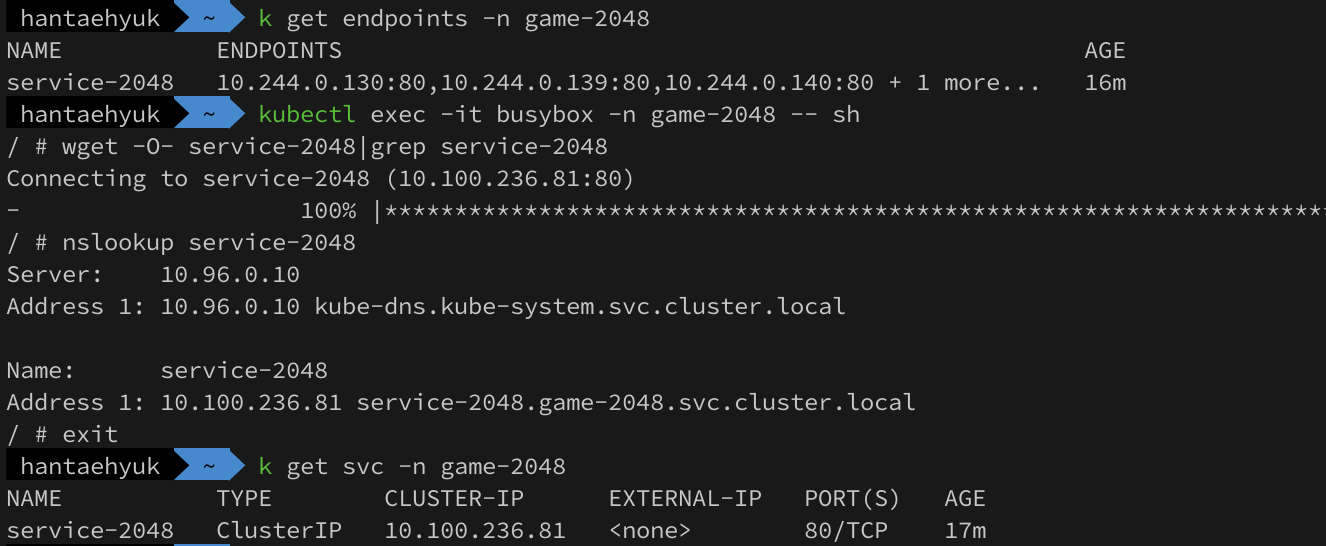 hantaehyuk ~ k get endpoints -n game-2048
NAME ENDPOINTS AGE
service-2048 10.244.0.130:80,10.244.0.139:80,10.244.0.140:80 + 1 more... 16m
hantaehyuk ~ kubectl exec -it busybox -n game-2048 -- sh
/ # wget -O- service-2048|grep service-2048
Connecting to service-2048 (10.100.236.81:80)
- 100% |*******************************************************************
/ # nslookup service-2048
Server: 10.96.0.10
Address 1: 10.96.0.10 kube-dns.kube-system.svc.cluster.local
Name: service-2048
Address 1: 10.100.236.81 service-2048.game-2048.svc.cluster.local
/ # exit
hantaehyuk ~ k get svc -n game-2048
NAME TYPE CLUSTER-IP EXTERNAL-IP PORT(S) AGE
service-2048 ClusterIP 10.100.236.81 <none> 80/TCP 17m